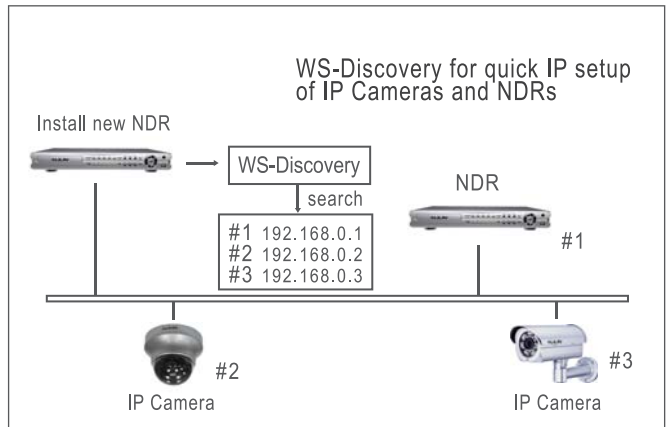 WS-Discovery for quick IP setup
of IP Cameras and NDRs
Install new NDR
WS-Discovery
search
#1 192.168.0.1
#2 192.168.0.2
#3 192.168.0.3
NDR
#1
#2
IP Camera
#3
IP Camera